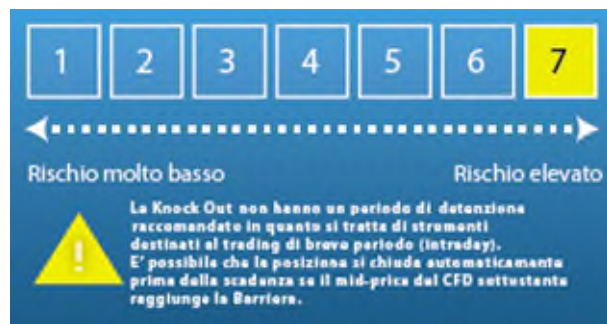 1 2 3 4 5 6 7
Rischio molto basso Rischio elevato
!
La Knock Out non hanno un periodo di detenzione
raccomandato in quanto si tratta di strumenti
destinati al trading di breve periodo (intraday).
E' possibile che la posizione si chiuda automaticamente
prima della scadenza se il mid-price del CFD sottostante
raggiunge la Barriera.